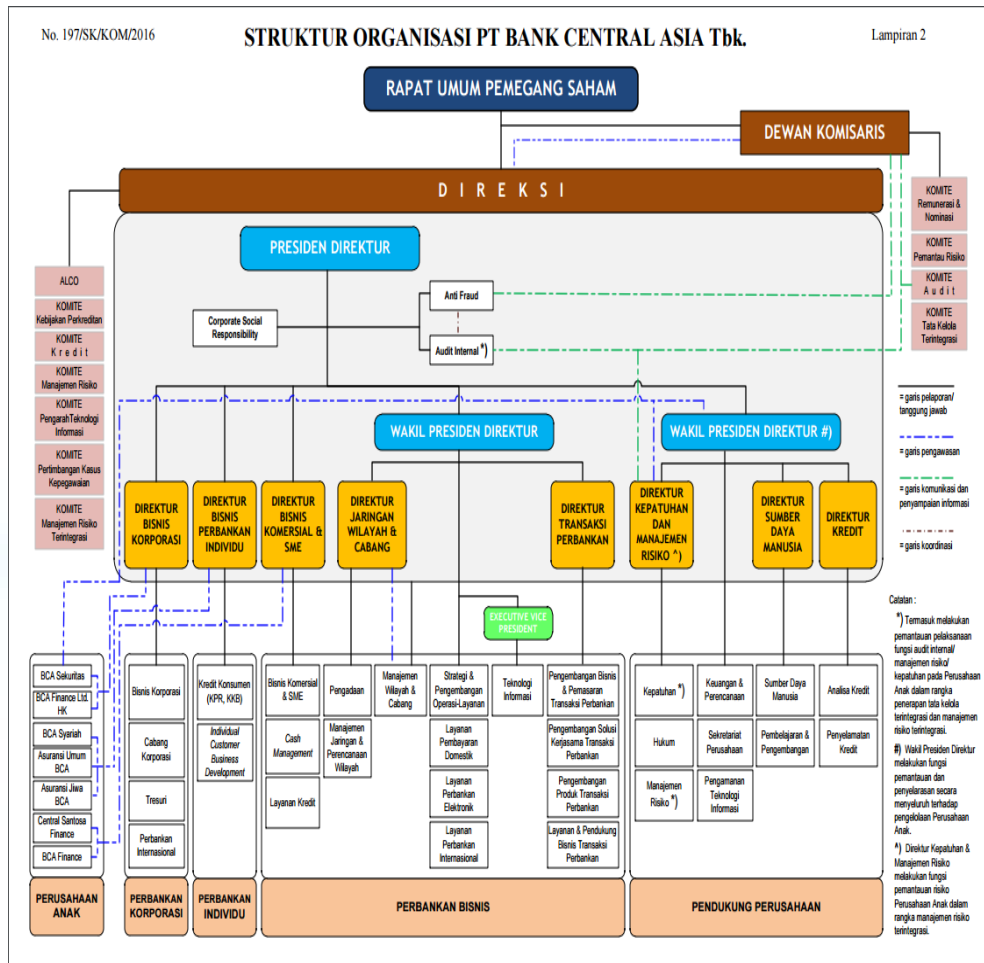 No. 197/SK/KOM/2016
STRUKTUR ORGANISASI PT BANK CENTRAL ASIA Tbk.
Lampiran 2
RAPAT UMUM PEMEGANG SAHAM
DEWAN KOMISARIS
D I R E K S I
KOMITE
Remunerasi &
Nominasi
KOMITE
Pemantau Risiko
KOMITE
A u d i t
KOMITE
Tata Kelola
Terintegrasi
PRESIDEN DIREKTUR
ALCO
KOMITE
Kebijakan Perkreditan
KOMITE
K r e d i t
KOMITE
Manajemen Risiko
KOMITE
PengarahTeknologi
Informasi
KOMITE
Pertimbangan Kasus
Kepegawaian
KOMITE
Manajemen Risiko
Terintegrasi
Anti Fraud
Corporate Social
Responsibility
Audit Internal *)
= garis pelaporan/
tanggung jawab
= garis pengawasan
= garis komunikasi dan
penyampaian informasi
= garis koordinasi
WAKIL PRESIDEN DIREKTUR
WAKIL PRESIDEN DIREKTUR #)
DIREKTUR
BISNIS
KORPORASI
DIREKTUR
BISNIS
PERBANKAN
INDIVIDU
DIREKTUR
BISNIS
KOMERSIAL &
SME
DIREKTUR
JARINGAN
WILAYAH &
CABANG
DIREKTUR
TRANSAKSI
PERBANKAN
DIREKTUR
KEPATUHAN
DAN
MANAJEMEN
RISIKO ^)
DIREKTUR
SUMBER
DAYA
MANUSIA
DIREKTUR
KREDIT
EXECUTIVE VICE
PRESIDENT
BCA Sekuritas
BCA Finance Ltd.
HK
BCA Syariah
Asuransi Umum
BCA
Asuransi Jiwa
BCA
Central Santosa
Finance
BCA Finance
Bisnis Korporasi
Cabang
Korporasi
Tresuri
Perbankan
Internasional
Kredit Konsumen
(KPR, KKB)
Individual
Customer
Business
Development
Bisnis Komersial
& SME
Cash
Management
Layanan Kredit
Pengadaan
Manajemen
Jaringan &
Perencanaan
Wilayah
Manajemen
Wilayah &
Cabang
Strategi &
Pengembangan
Operasi-Layanan
Layanan
Pembayaran
Domestik
Layanan
Perbankan
Elektronik
Layanan
Perbankan
Internasional
Teknologi
Informasi
Pengembangan Bisnis
& Pemasaran
Transaksi Perbankan
Pengembangan Solusi
Kerjasama Transaksi
Perbankan
Pengembangan
Produk Transaksi
Perbankan
Layanan & Pendukung
Bisnis Transaksi
Perbankan
Kepatuhan *)
Hukum
Manajemen
Risiko *)
Keuangan &
Perencanaan
Sekretariat
Perusahaan
Pengamanan
Teknologi
Informasi
Sumber Daya
Manusia
Pembelajaran &
Pengembangan
Analisa Kredit
Penyelamatan
Kredit
PERUSAHAAN
ANAK
PERBANKAN
KORPORASI
PERBANKAN
INDIVIDU
PERBANKAN BISNIS
PENDUKUNG PERUSAHAAN
Catatan :
*) Termasuk melakukan
pemantauan pelaksanaan
fungsi audit internal/
manajemen risiko/
kepatuhan pada Perusahaan
Anak dalam rangka
penerapan tata kelola
terintegrasi dan manajemen
risiko terintegrasi.
#) Wakil Presiden Direktur
melakukan fungsi
pemantauan dan
penyelarasan secara
menyeluruh terhadap
pengelolaan Perusahaan
Anak.
^) Direktur Kepatuhan &
Manajemen Risiko
melakukan fungsi
pemantauan risiko
Perusahaan Anak dalam
rangka manajemen risiko
terintegrasi.